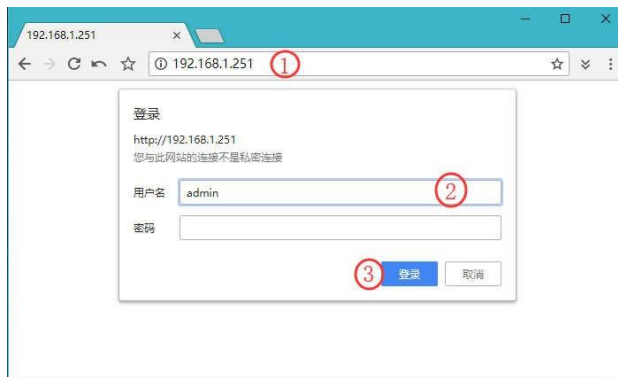 192.168.1.251
192.168.1.251 ①
登录
http://192.168.1.251
您与此网站的连接不是私密连接
用户名 admin ②
密码
③ 登录 取消